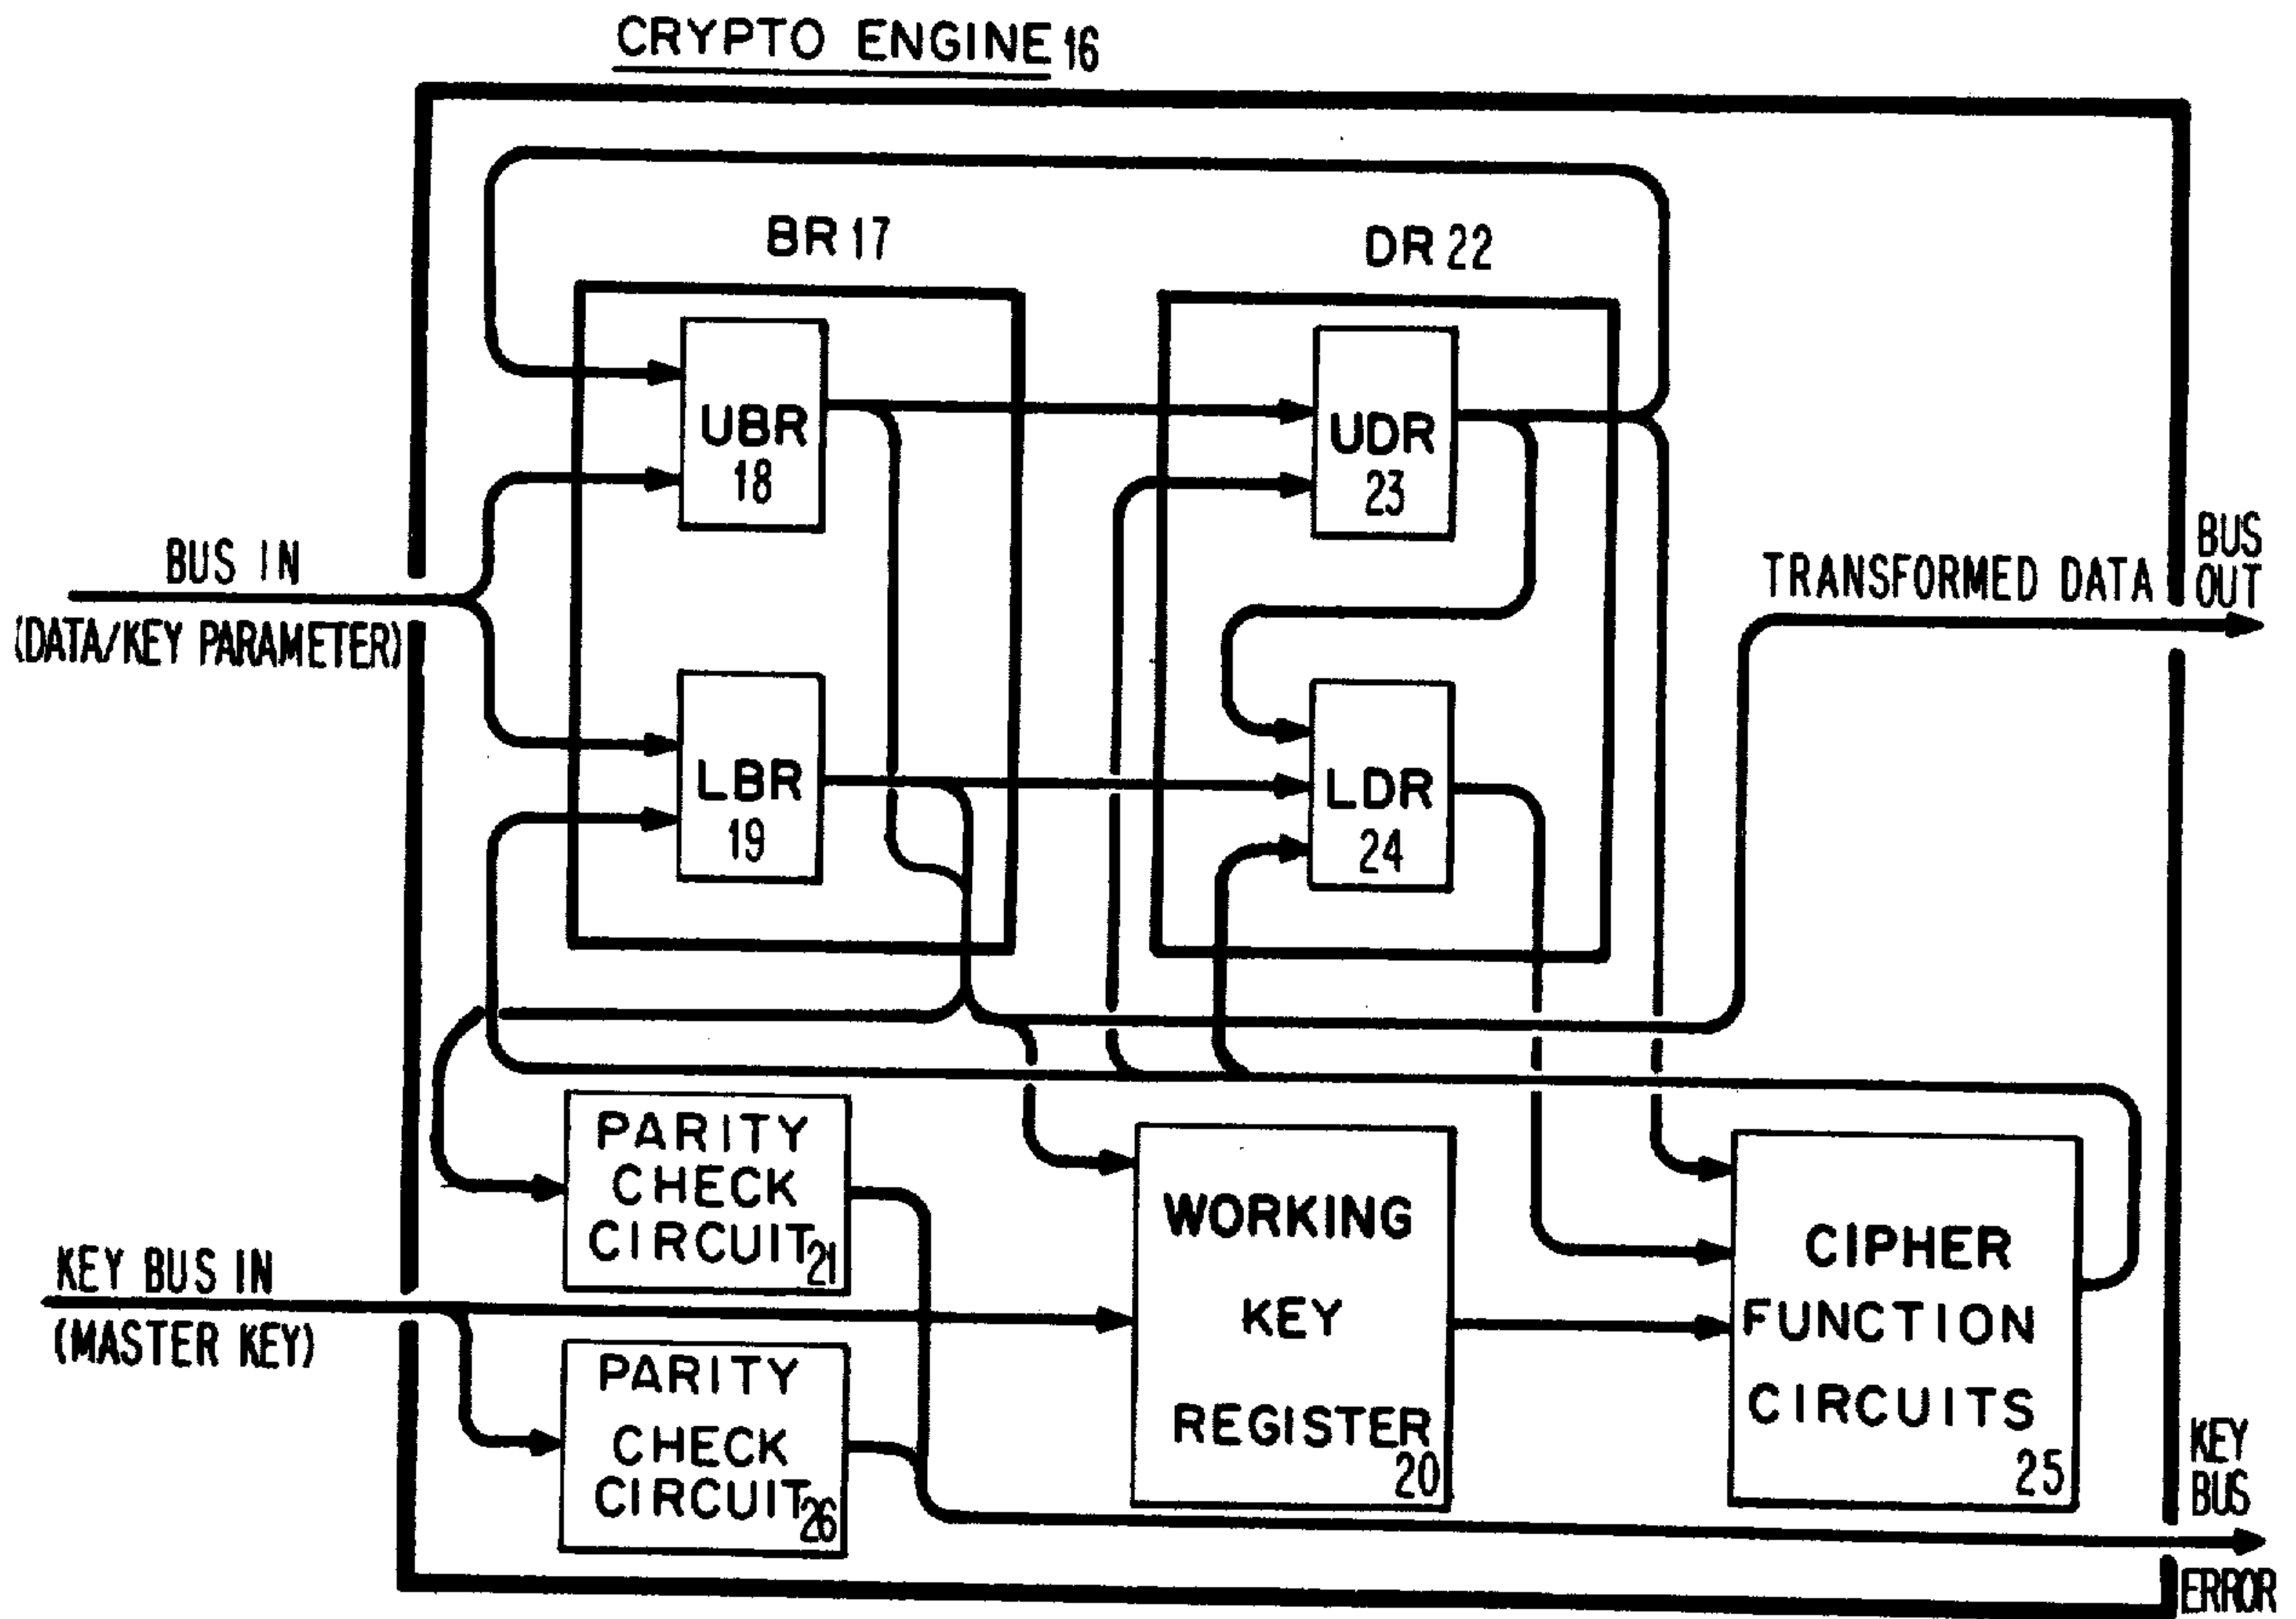 CRYPTO ENGINE 16
BR 17
DR 22
UBR
18
UDR
23
BUS IN
(DATA/KEY PARAMETER)
TRANSFORMED DATA
BUS
OUT
LBR
19
LDR
24
PARITY
CHECK
CIRCUIT 21
KEY BUS IN
(MASTER KEY)
PARITY
CHECK
CIRCUIT 26
WORKING
KEY
REGISTER
20
CIPHER
FUNCTION
CIRCUITS
25
KEY
BUS
ERROR